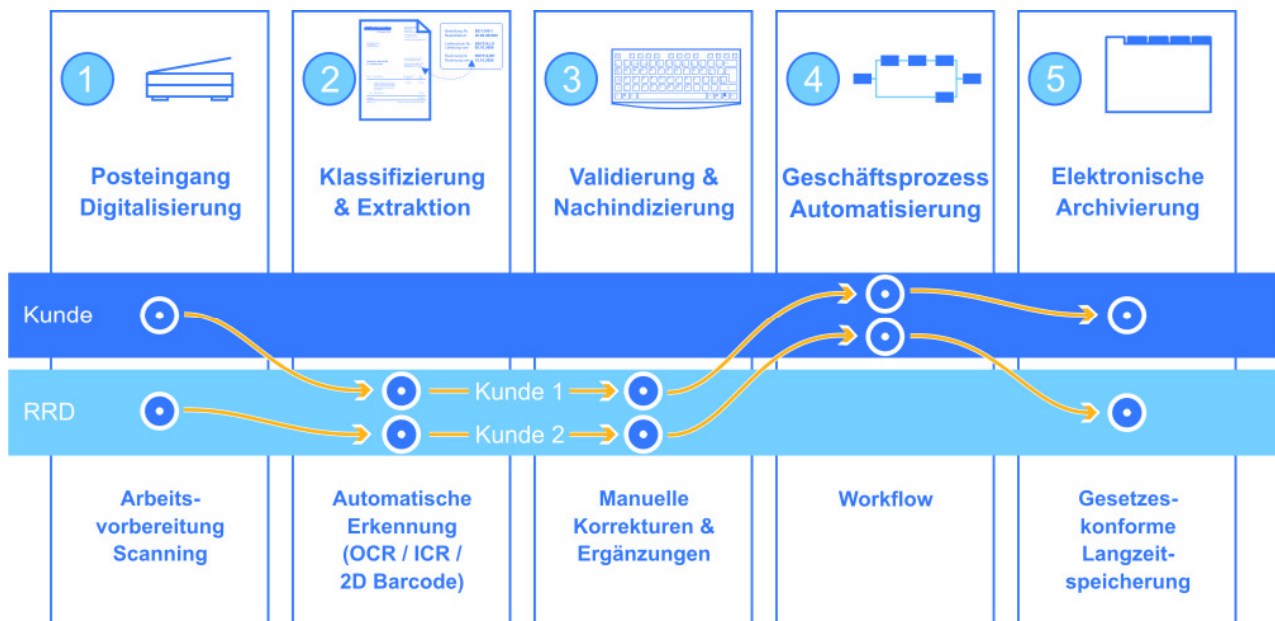 1
Posteingang
Digitalisierung
2
Klassifizierung
& Extraktion
3
Validierung &
Nachindizierung
4
Geschäftsprozess
Automatisierung
5
Elektronische
Archivierung
Kunde
Kunde 1
RRD
Kunde 2
Arbeits-
vorbereitung
Scanning
Automatische
Erkennung
(OCR / ICR /
2D Barcode)
Manuelle
Korrekturen &
Ergänzungen
Workflow
Gesetzes-
konforme
Langzeit-
speicherung